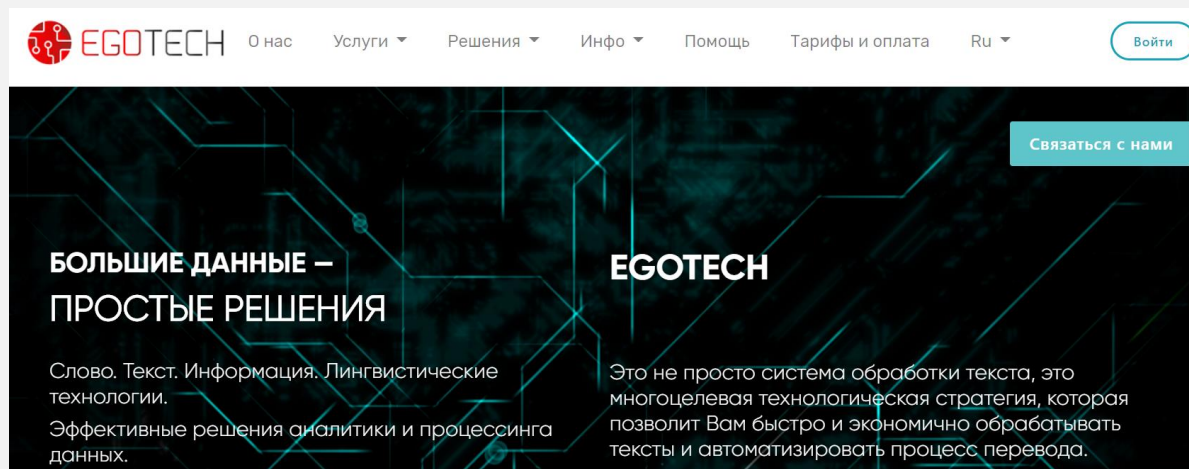 EGOTECH О нас Услуги Решения Инфо Помощь Тарифы и оплата Ru Войти
Связаться с нами
БОЛЬШИЕ ДАННЫЕ –
ПРОСТЫЕ РЕШЕНИЯ
Слово. Текст. Информация. Лингвистические
технологии.
Эффективные решения аналитики и процессинга
данных.
EGOTECH
Это не просто система обработки текста, это
многоцелевая технологическая стратегия, которая
позволит Вам быстро и экономично обрабатывать
тексты и автоматизировать процесс перевода.